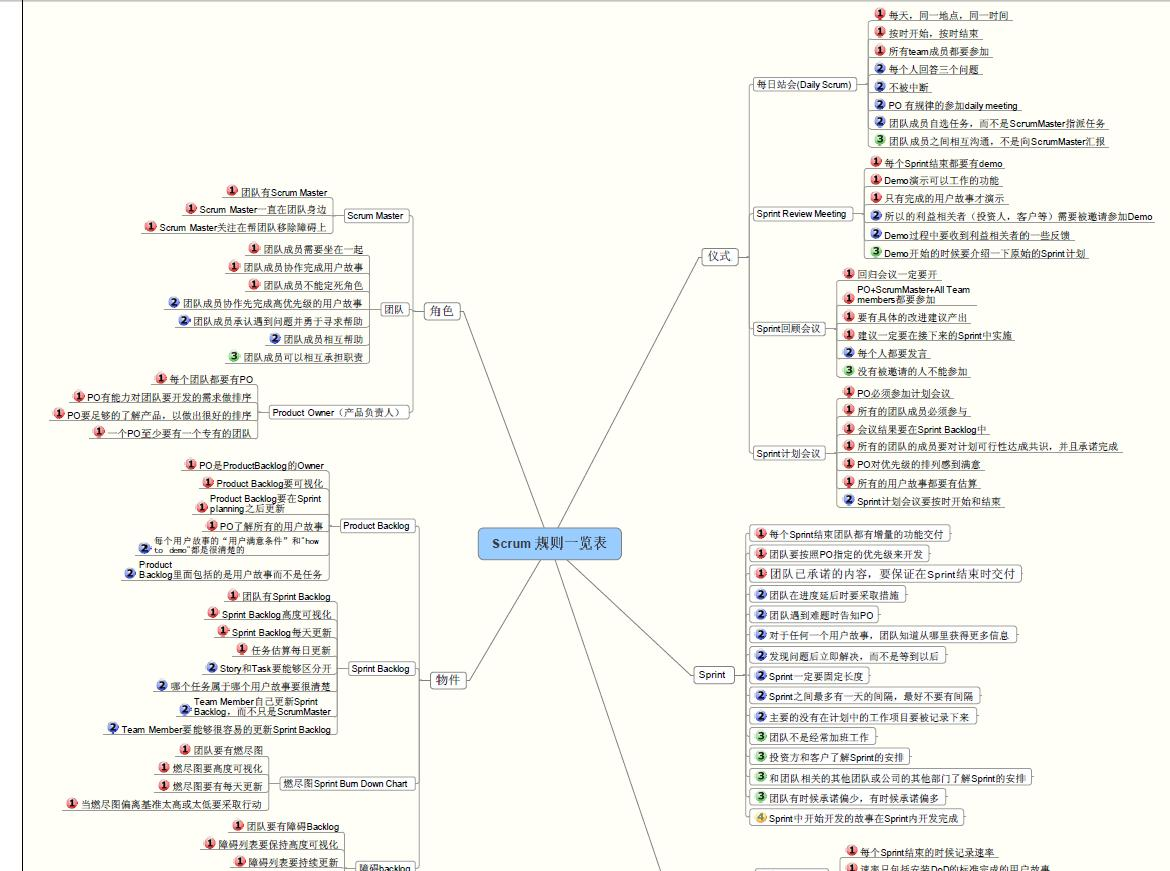 Scrum 规则一览表
角色
Scrum Master
团队有Scrum Master
Scrum Master一直在团队身边
Scrum Master关注在帮团队移除障碍上
团队
团队成员需要坐在一起
团队成员协作完成用户故事
团队成员不能定死角色
团队成员协作先完成高优先级的用户故事
团队成员承认遇到问题并勇于寻求帮助
团队成员相互帮助
团队成员可以相互承担职责
Product Owner（产品负责人）
每个团队都要有PO
PO有能力对团队要开发的需求做排序
PO要足够的了解产品，以做出很好的排序
一个PO至少要有一个专有的团队
物件
Product Backlog
PO是ProductBacklog的Owner
Product Backlog要可视化
Product Backlog要在Sprint
planning之后更新
PO了解所有的用户故事
每个用户故事的“用户满意条件”和"how
to demo"都是很清楚的
Product
Backlog里面包括的是用户故事而不是任务
Sprint Backlog
团队有Sprint Backlog
Sprint Backlog高度可视化
Sprint Backlog每天更新
任务估算每日更新
Story和Task要能够区分开
哪个任务属于哪个用户故事要很清楚
Team Member自己更新Sprint
Backlog，而不只是ScrumMaster
Team Member要能够很容易的更新Sprint Backlog
燃尽图Sprint Burn Down Chart
团队要有燃尽图
燃尽图要高度可视化
燃尽图要有每天更新
当燃尽图偏离基准太高或太低要采取行动
障碍backlog
团队要有障碍Backlog
障碍列表要保持高度可视化
障碍列表要持续更新
仪式
每日站会(Daily Scrum)
每天，同一地点，同一时间
按时开始，按时结束
所有team成员都要参加
每个人回答三个问题
不被中断
PO 有规律的参加daily meeting
团队成员自选任务，而不是ScrumMaster指派任务
团队成员之间相互沟通，不是向ScrumMaster汇报
Sprint Review Meeting
每个Sprint结束都要有demo
Demo演示可以工作的功能
只有完成的用户故事才演示
所以的利益相关者（投资人，客户等）需要被邀请参加Demo
Demo过程中要收到利益相关者的一些反馈
Demo开始的时候要介绍一下原始的Sprint计划
Sprint回顾会议
回归会议一定要开
PO+ScrumMaster+All Team
members都要参加
要有具体的改进建议产出
建议一定要在接下来的Sprint中实施
每个人都要发言
没有被邀请的人不能参加
Sprint计划会议
PO必须参加计划会议
所有的团队成员必须参与
会议结果要在Sprint Backlog中
所有的团队的成员要对计划可行性达成共识，并且承诺完成
PO对优先级的排列感到满意
所有的用户故事都要有估算
Sprint计划会议要按时开始和结束
Sprint
每个Sprint结束团队都有增量的功能交付
团队要按照PO指定的优先级来开发
团队已承诺的内容，要保证在Sprint结束时交付
团队在进度延后时要采取措施
团队遇到难题时告知PO
对于任何一个用户故事，团队知道从哪里获得更多信息
发现问题后立即解决，而不是等到以后
Sprint一定要固定长度
Sprint之间最多有一天的间隔，最好不要有间隔
主要的没有在计划中的工作项目要被记录下来
团队不是经常加班工作
投资方和客户了解Sprint的安排
和团队相关的其他团队或公司的其他部门了解Sprint的安排
团队有时候承诺偏少，有时候承诺偏多
Sprint中开始开发的故事在Sprint内开发完成
每个Sprint结束的时候记录速率
速率只包括安装DoD的标准完成的用户故事